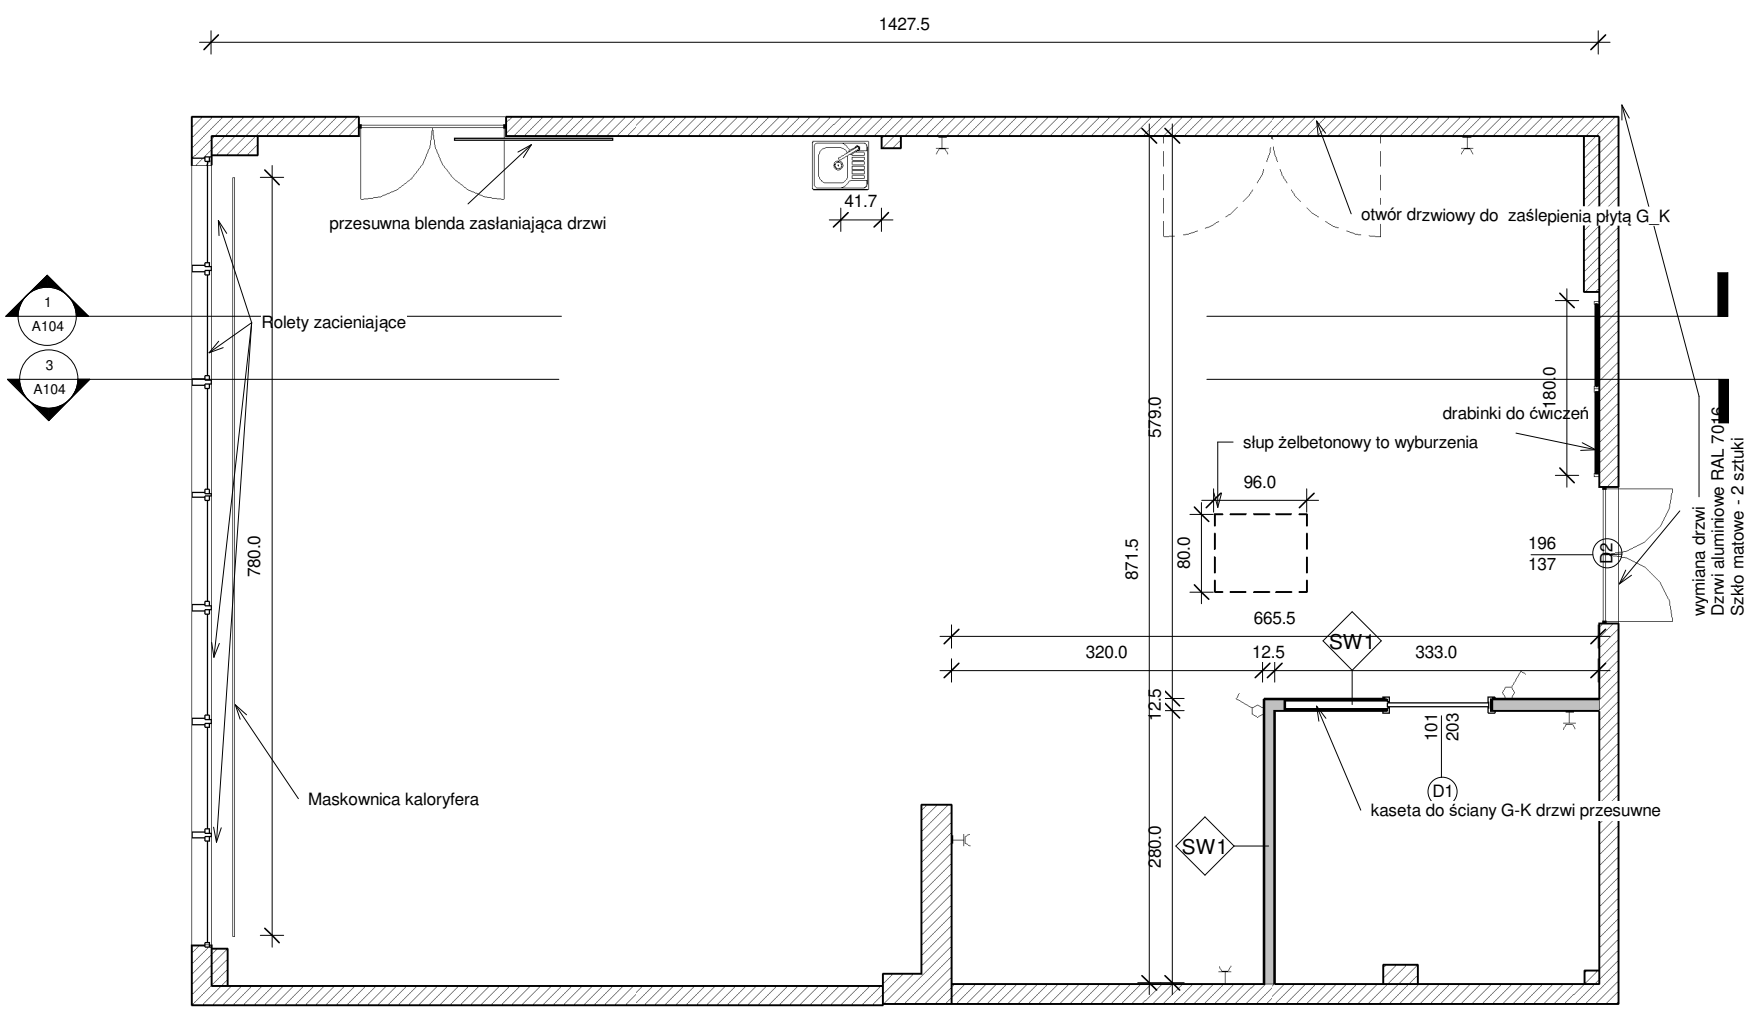 1427.5
41.7
przesuwna blenda zasłaniająca drzwi
otwór drzwiowy do zaślepienia płytą G_K
1
A104
Rolety zacieniające
3
A104
180.0
579.0
drabinki do ćwiczeń
słup żelbetonowy to wyburzenia
96.0
780.0
871.5
80.0
196
137
D2
wymiana drzwi
Dzrwi aluminiowe RAL 7016
Szkło matowe - 2 sztuki
665.5
SW1
320.0
12.5
333.0
12.5
101
203
D1
Maskownica kaloryfera
kaseta do ściany G-K drzwi przesuwne
280.0
SW1